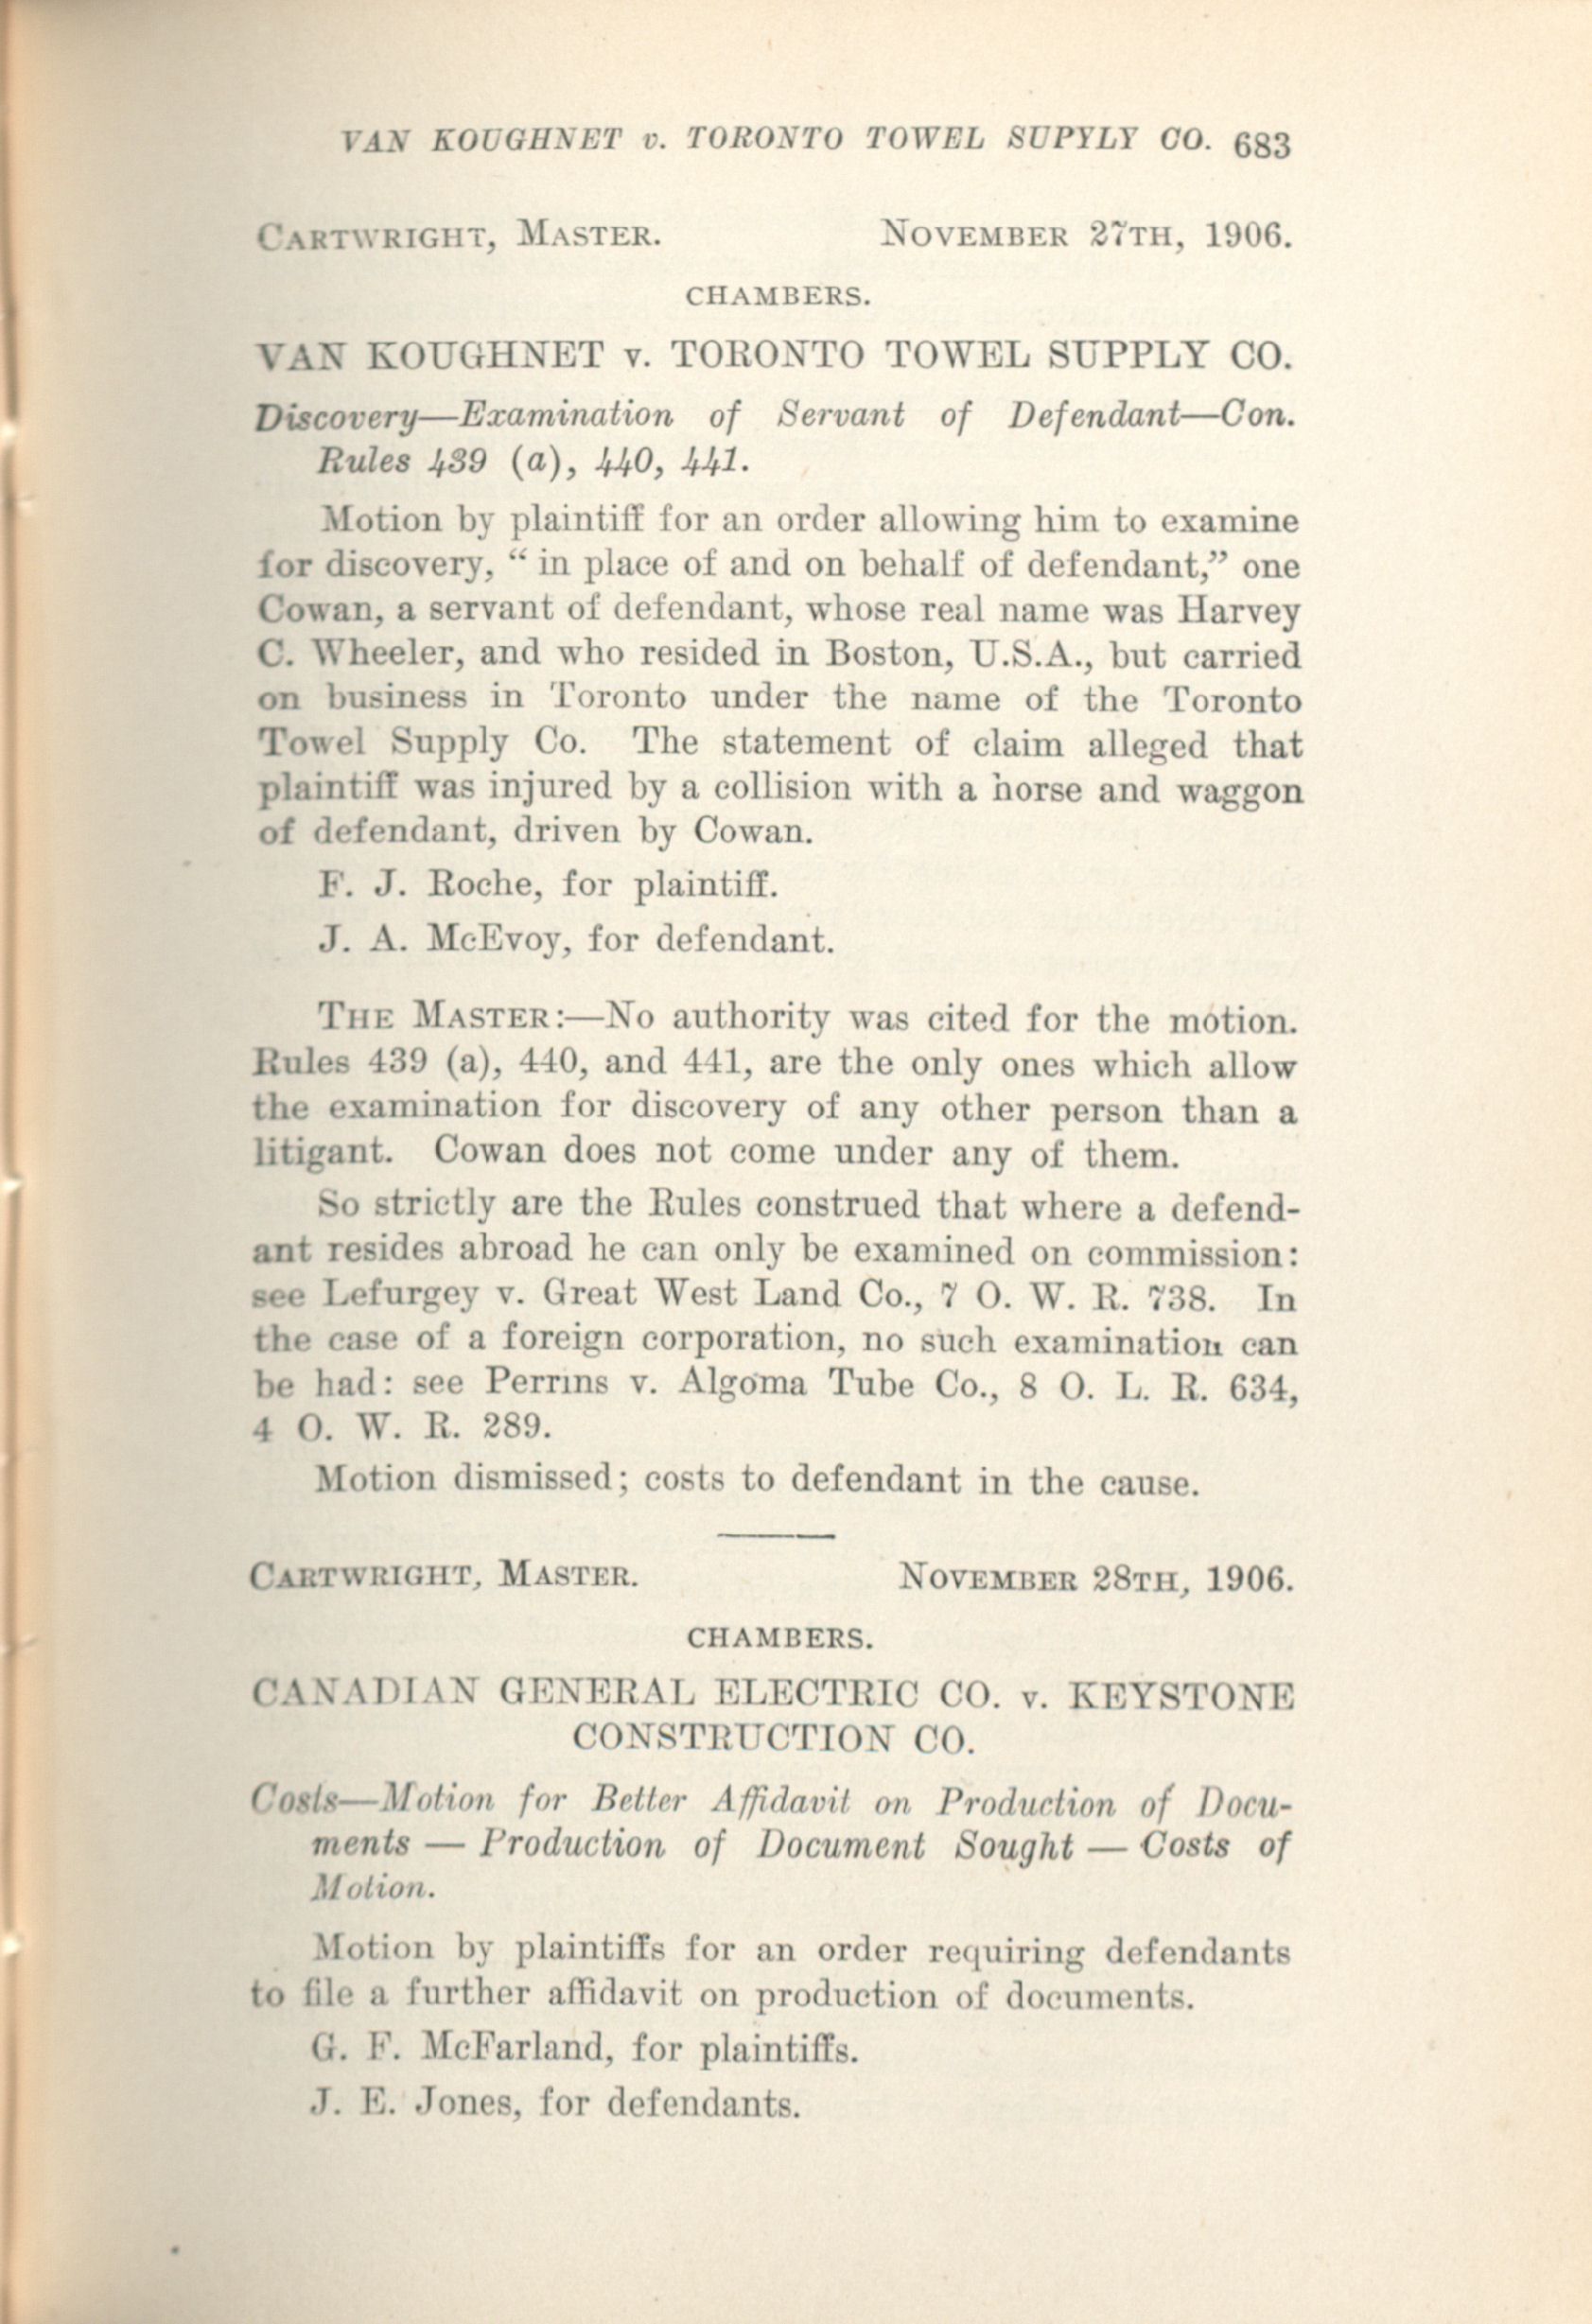 VAN KOUGHNET v. TORONTO TOWEL SUPYLY CO. 683
CARTWRIGHT, MASTER. NOVEMBER 27TH, 1906.
CHAMBERS.
VAN KOUGHNET v. TORONTO TOWEL SUPPLY CO.
Discovery—Examination of Servant of Defendant—Con.
Rules 439 (a), 440, 441.
Motion by plaintiff for an order allowing him to examine
for discovery, “ in place of and on behalf of defendant,” one
Cowan, a servant of defendant, whose real name was Harvey
C. Wheeler, and who resided in Boston, U.S.A., but carried
on business in Toronto under the name of the Toronto
Towel Supply Co. The statement of claim alleged that
plaintiff was injured by a collision with a horse and waggon
of defendant, driven by Cowan.
F. J. Roche, for plaintiff.
J. A. McEvoy, for defendant.
THE MASTER:—No authority was cited for the motion.
Rules 439 (a), 440, and 441, are the only ones which allow
the examination for discovery of any other person than a
litigant. Cowan does not come under any of them.
So strictly are the Rules construed that where a defend-
ant resides abroad he can only be examined on commission:
see Lefurgey v. Great West Land Co., 7 O. W. R. 738. In
the case of a foreign corporation, no such examination can
be had: see Perrins v. Algoma Tube Co., 8 O. L. R. 634,
4 O. W. R. 289.
Motion dismissed; costs to defendant in the cause.
CARTWRIGHT, MASTER. NOVEMBER 28TH, 1906.
CHAMBERS.
CANADIAN GENERAL ELECTRIC CO. v. KEYSTONE
CONSTRUCTION CO.
Costs—Motion for Better Affidavit on Production of Docu-
ments — Production of Document Sought — Costs of
Motion.
Motion by plaintiffs for an order requiring defendants
to file a further affidavit on production of documents.
G. F. McFarland, for plaintiffs.
J. E. Jones, for defendants.